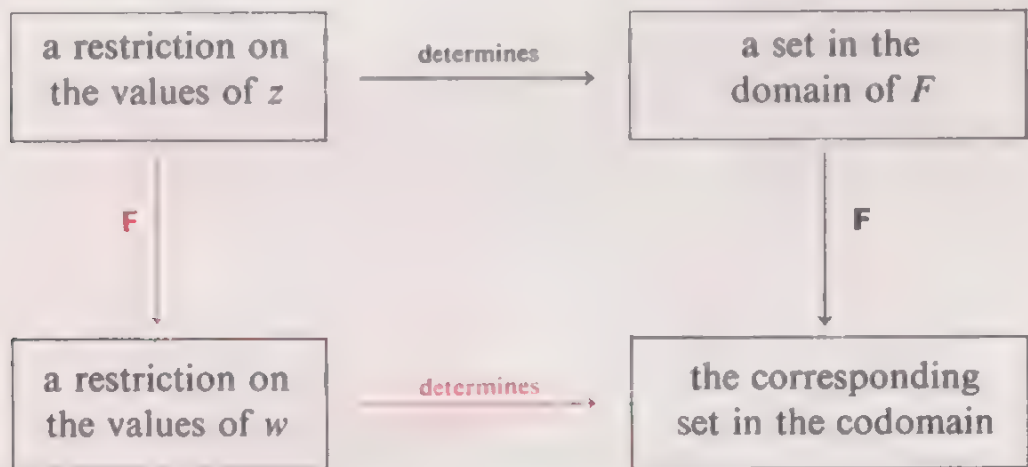 a restriction on
the values of z
determines
a set in the
domain of F
F
F
a restriction on
the values of w
determines
the corresponding
set in the codomain